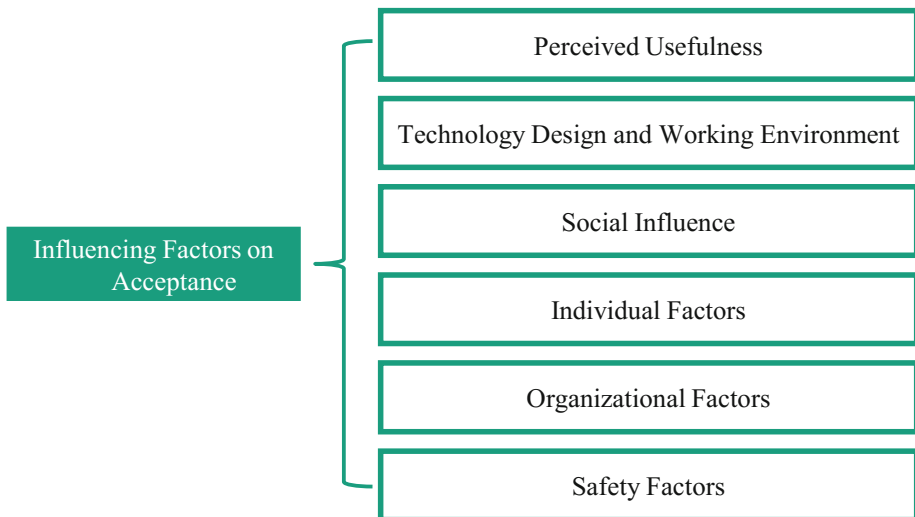 Perceived Usefulness
Technology Design and Working Environment
Social Influence
Influencing Factors on
Acceptance
Individual Factors
Organizational Factors
Safety Factors